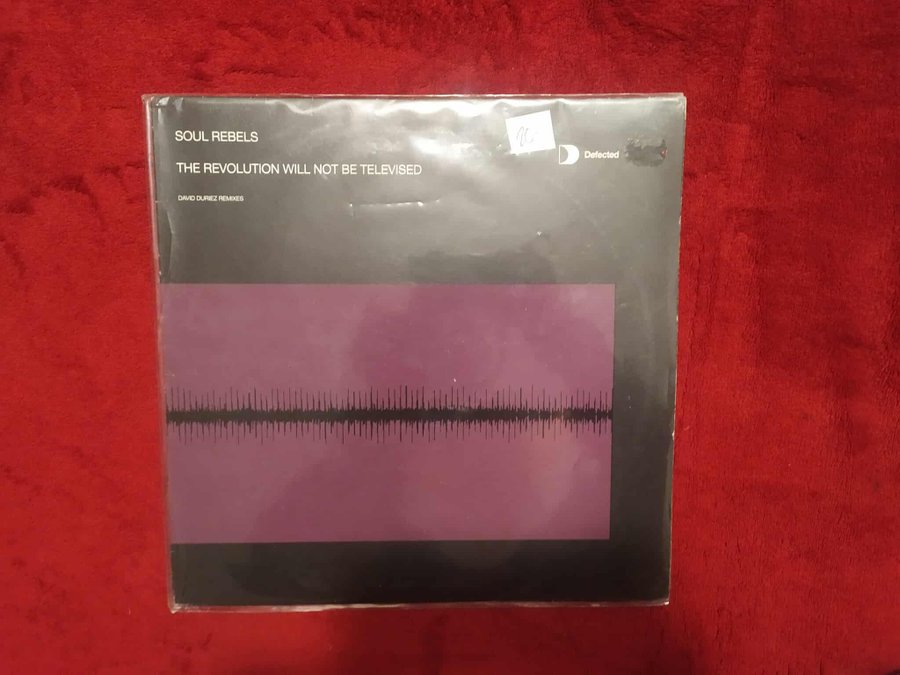 SOUL REBELS
THE REVOLUTION WILL NOT BE TELEVISED
DAVID DURIEZ REMIXES
Defected